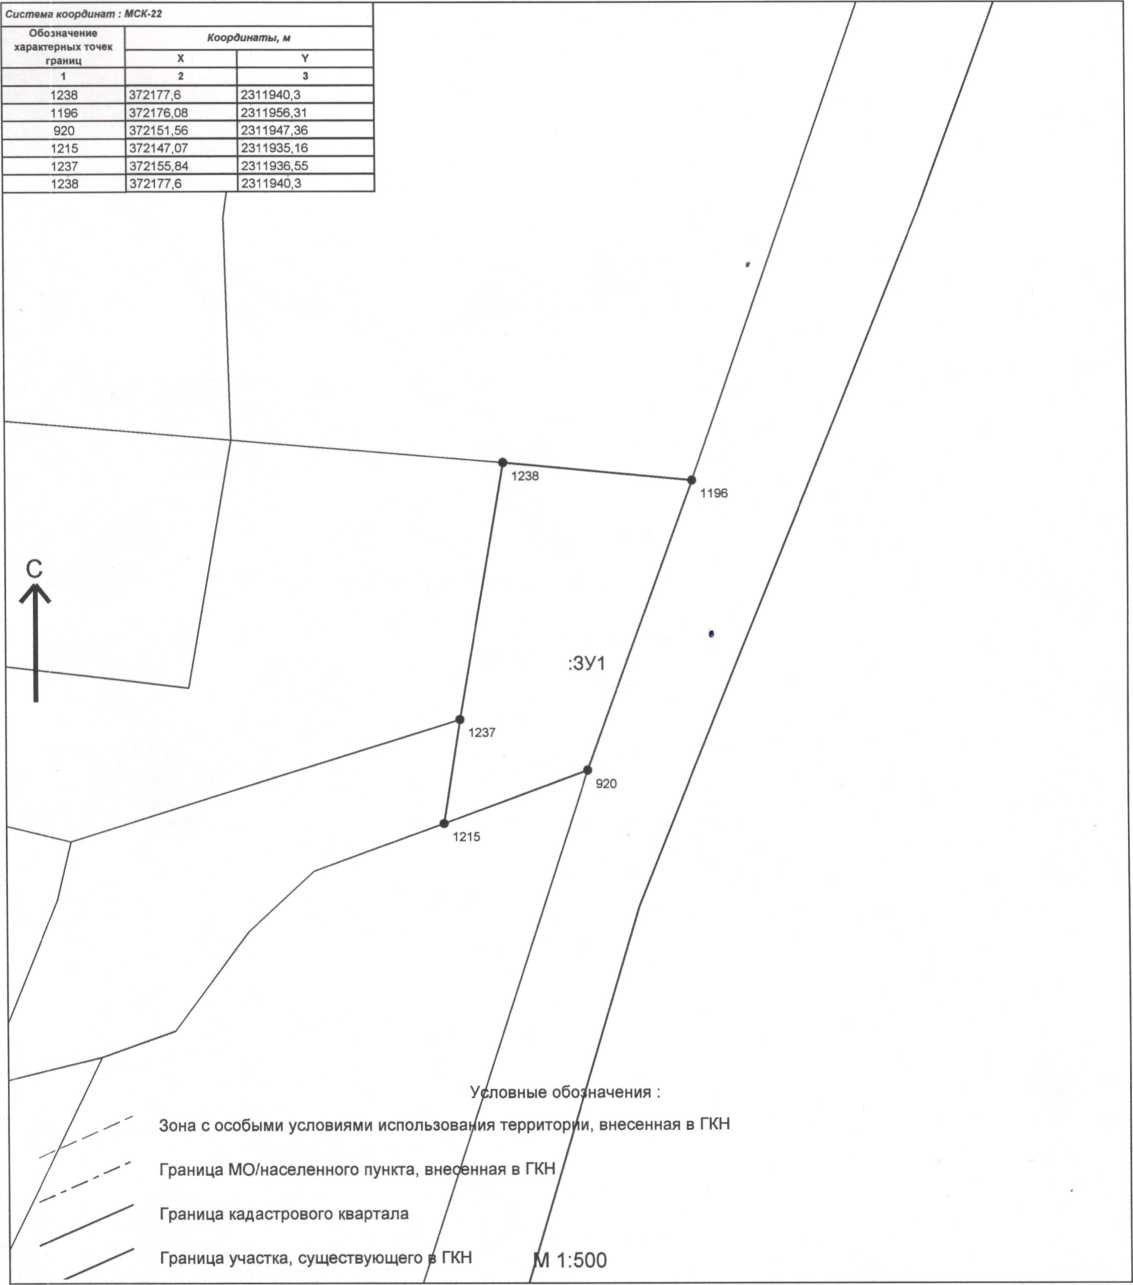 Система координат : МСК-22
Обозначение характерных точек границ
Координаты, м
X Y
1 2 3
1238 372177,6 2311940,3
1196 372176,08 2311956,31
920 372151,56 2311947,36
1215 372147,07 2311935,16
1237 372155,84 2311936,55
1238 372177,6 2311940,3
1238
1196
С
:ЗУ1
1237
920
1215
Условные обозначения :
Зона с особыми условиями использования территории, внесенная в ГКН
Граница МО/населенного пункта, внесенная в ГКН
Граница кадастрового квартала
Граница участка, существующего в ГКН
М 1:500